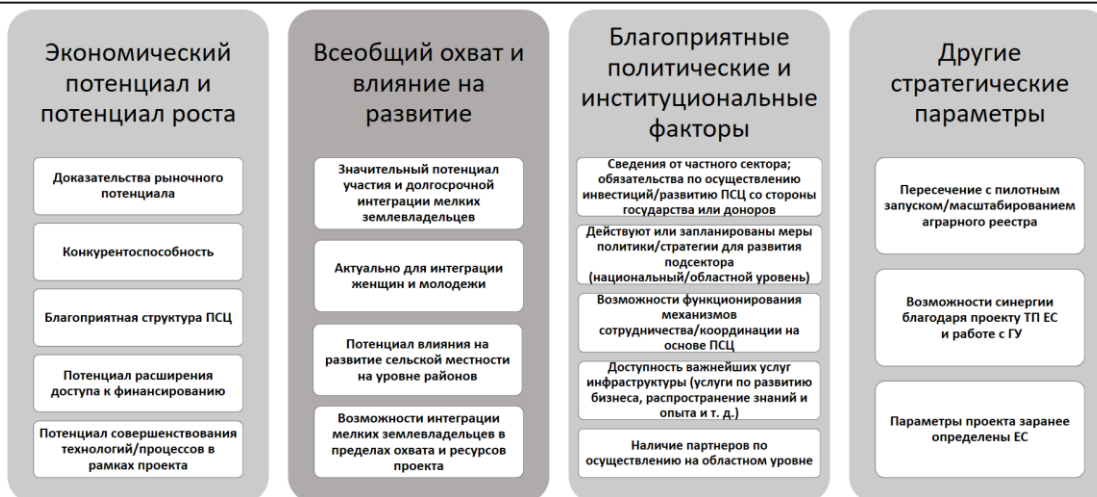 Экономический
потенциал и
потенциал роста
Доказательства рыночного
потенциала
Конкурентоспособность
Благоприятная структура ПСЦ
Потенциал расширения
доступа к финансированию
Потенциал совершенствования
технологий/процессов в
рамках проекта
Всеобщий охват и
влияние на
развитие
Значительный потенциал
участия и долгосрочной
интеграции мелких
землевладельцев
Актуально для интеграции
женщин и молодежи
Потенциал влияния на
развитие сельской местности
на уровне районов
Возможности интеграции
мелких землевладельцев в
пределах охвата и ресурсов
проекта
Благоприятные
политические и
институциональные
факторы
Сведения от частного сектора;
обязательства по осуществлению
инвестиций/развитию ПСЦ со стороны
государства или доноров
Действуют или запланированы меры
политики/стратегии для развития
подсектора
(национальный/областной уровень)
Возможности функционирования
механизмов
сотрудничества/координации на
основе ПСЦ
Доступность важнейших услуг
инфраструктуры (услуги по развитию
бизнеса, распространение знаний и
опыта и т. д.)
Наличие партнеров по
осуществлению на областном уровне
Другие
стратегические
параметры
Пересечение с пилотным
запуском/масштабированием
аграрного реестра
Возможности синергии
благодаря проекту ТП ЕС
и работе с ГУ
Параметры проекта заранее
определены ЕС